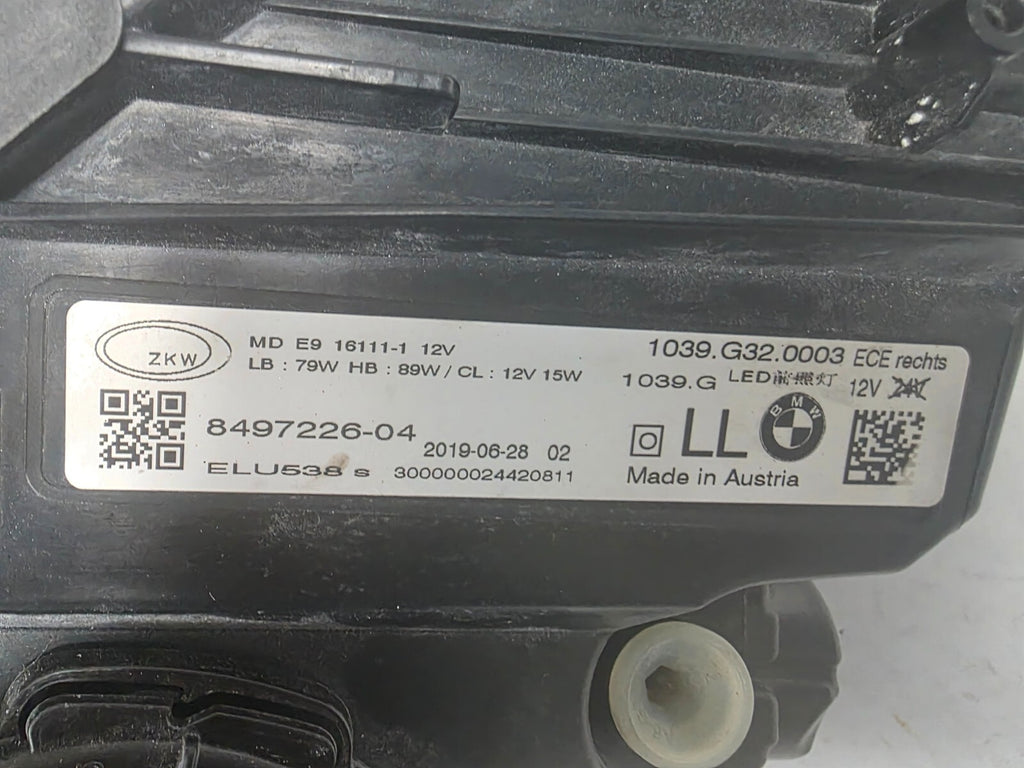 ZKW
MD E9 16111-1 12V
LB : 79W HB : 89W / CL : 12V 15W
8497226-04
2019-06-28 02
ELU538 s 300000024420811
1039.G32.0003 ECE rechts
1039.G LED前照灯 12V 24V
LL
BMW
Made in Austria